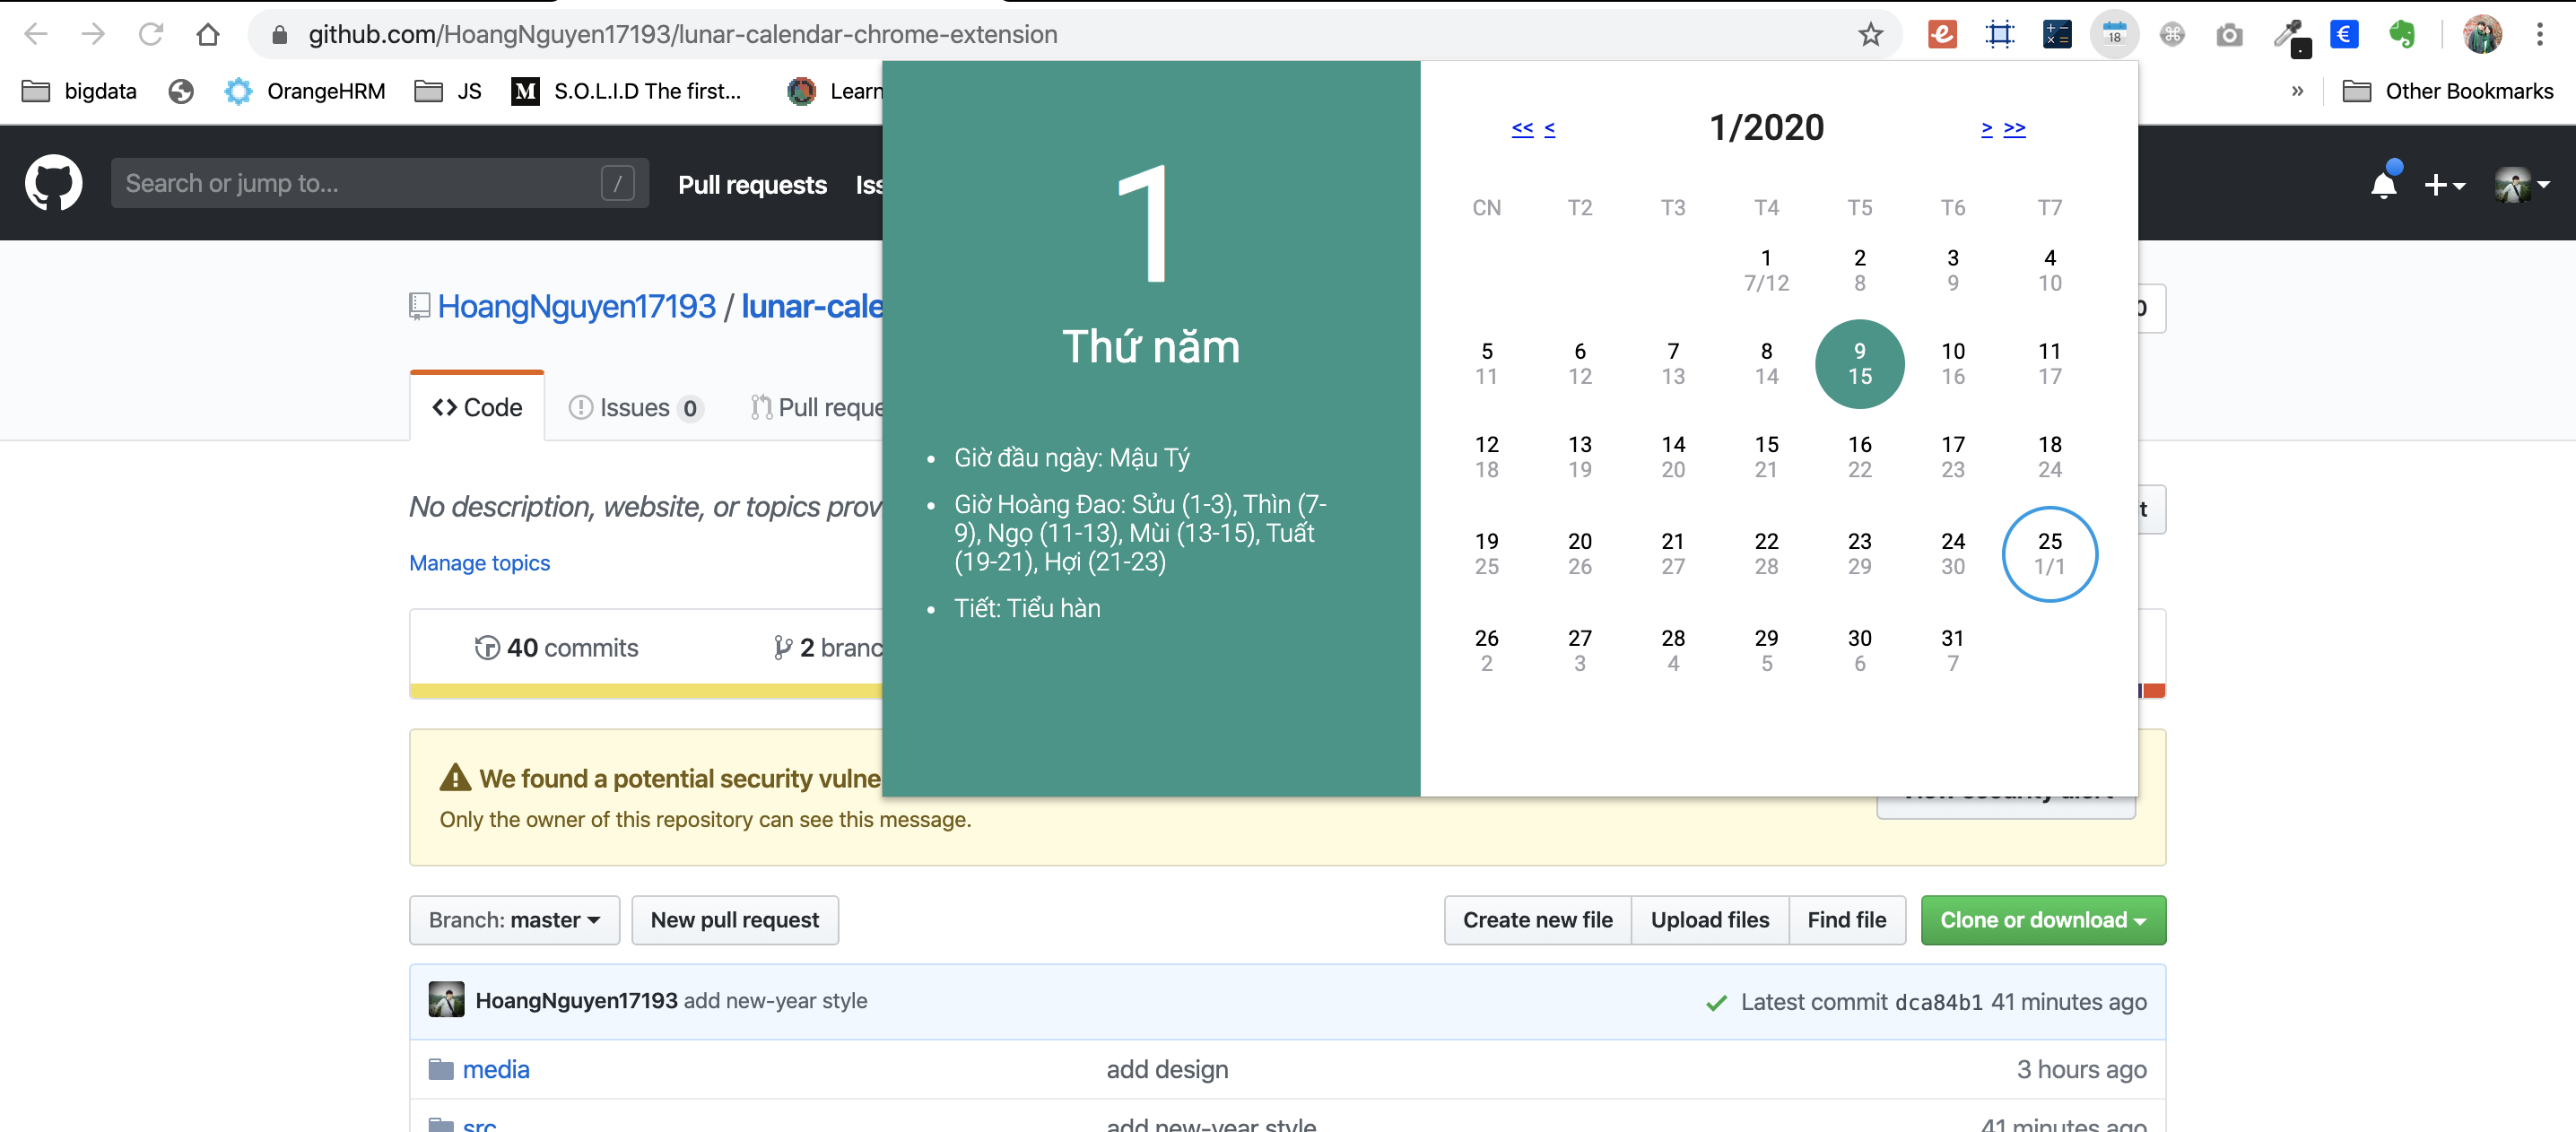 github.com/HoangNguyen17193/lunar-calendar-chrome-extension
18
bigdata
OrangeHRM
JS
S.O.L.I.D The first...
Learn
»
Other Bookmarks
Search or jump to...
/
Pull requests
Iss
HoangNguyen17193 / lunar-cale
Code
Issues 0
Pull reque
No description, website, or topics prov
Manage topics
40 commits
2 branc
We found a potential security vulne
Only the owner of this repository can see this message.
1
Thứ năm
• Giờ đầu ngày: Mậu Tý
• Giờ Hoàng Đao: Sửu (1-3), Thìn (7-
9), Ngọ (11-13), Mùi (13-15), Tuất
(19-21), Hợi (21-23)
• Tiết: Tiểu hàn
<< < 1/2020 > >>
CN T2 T3 T4 T5 T6 T7
1 2 3 4
7/12 8 9 10
5 6 7 8 9 10 11
11 12 13 14 15 16 17
12 13 14 15 16 17 18
18 19 20 21 22 23 24
19 20 21 22 23 24 25
25 26 27 28 29 30 1/1
26 27 28 29 30 31
2 3 4 5 6 7
Branch: master
New pull request
Create new file
Upload files
Find file
Clone or download
HoangNguyen17193 add new-year style
Latest commit dca84b1 41 minutes ago
media add design 3 hours ago
src add new-year style 41 minutes ago